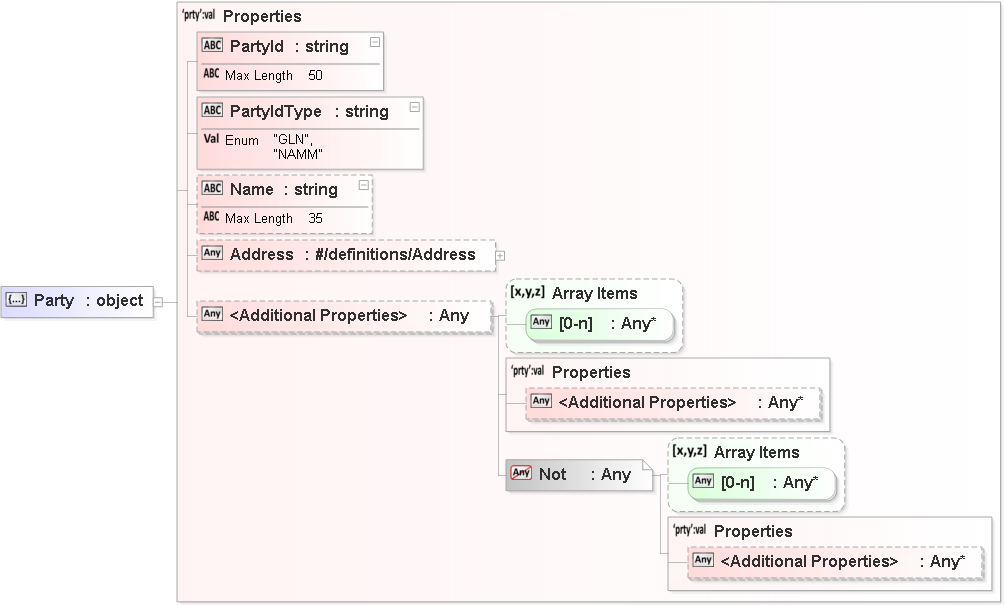 'prty':val Properties
ABC PartyId : string
ABC Max Length 50
ABC PartyIdType : string
Val Enum "GLN",
"NAMM"
ABC Name : string
ABC Max Length 35
Any Address : #/definitions/Address
{...} Party : object
Any <Additional Properties> : Any
[x,y,z] Array Items
Any [0-n] : Any*
'prty':val Properties
Any <Additional Properties> : Any*
Any Not : Any
[x,y,z] Array Items
Any [0-n] : Any*
'prty':val Properties
Any <Additional Properties> : Any*